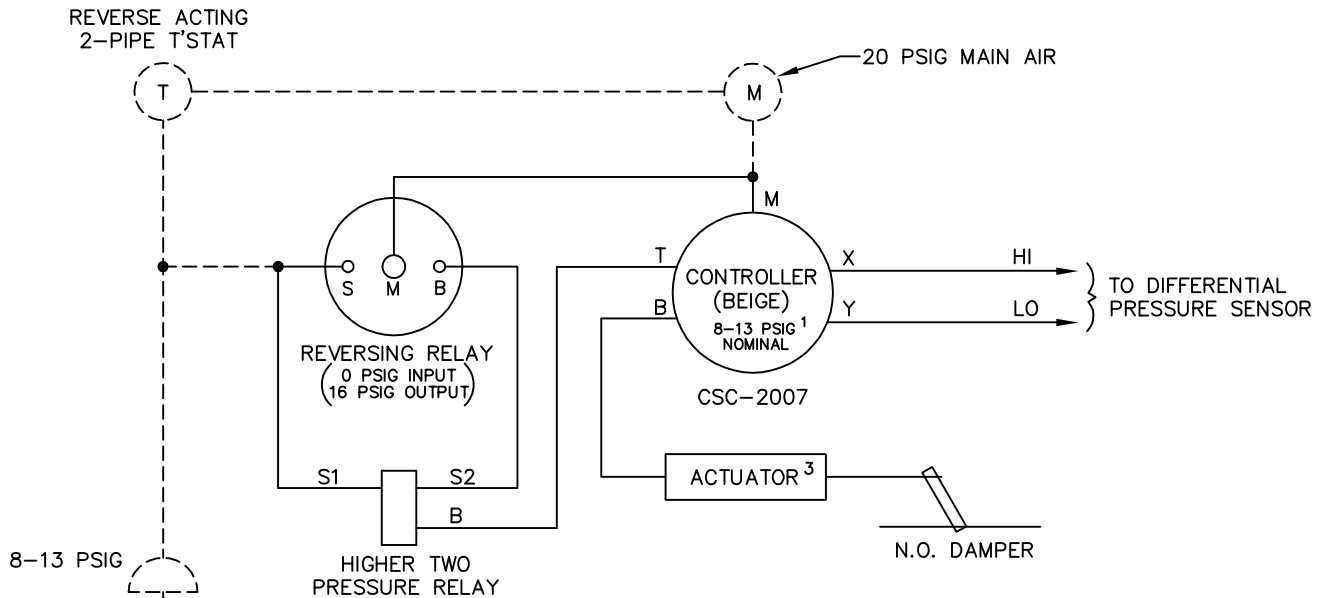 REVERSE ACTING
2-PIPE T'STAT
T
M
20 PSIG MAIN AIR
M
S
M
B
REVERSING RELAY
(0 PSIG INPUT
16 PSIG OUTPUT)
T
B
CONTROLLER
(BEIGE)
8-13 PSIG 1
NOMINAL
CSC-2007
X
HI
Y
LO
TO DIFFERENTIAL
PRESSURE SENSOR
S1
S2
B
HIGHER TWO
PRESSURE RELAY
ACTUATOR 3
N.O. DAMPER
8-13 PSIG